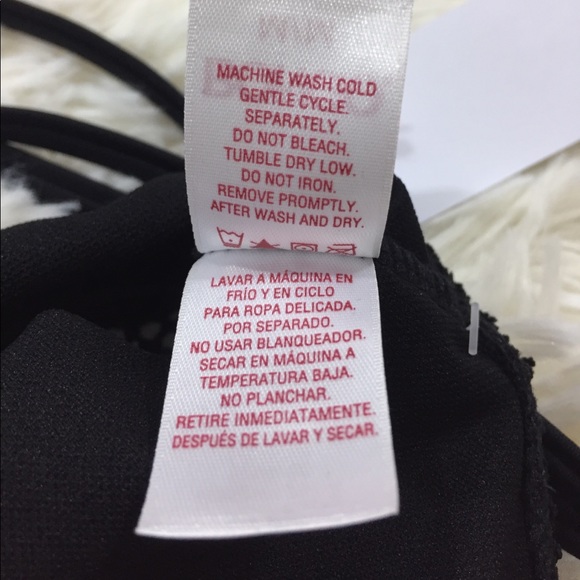 MACHINE WASH COLD
GENTLE CYCLE
SEPARATELY.
DO NOT BLEACH.
TUMBLE DRY LOW.
DO NOT IRON.
REMOVE PROMPTLY.
AFTER WASH AND DRY.
LAVAR A MÁQUINA EN
FRÍO Y EN CICLO
PARA ROPA DELICADA.
POR SEPARADO.
NO USAR BLANQUEADOR.
SECAR EN MÁQUINA A
TEMPERATURA BAJA.
NO PLANCHAR.
RETIRE INMEDIATAMENTE.
DESPUÉS DE LAVAR Y SECAR.